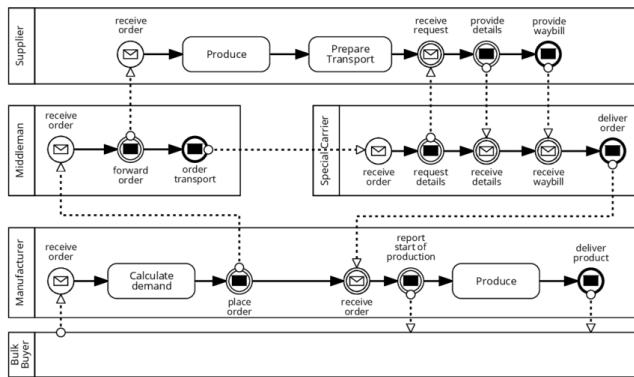 receive
order
Produce
Prepare
Transport
receive
request
provide
details
provide
waybill
Supplier
receive
order
forward
order
order
transport
Middleman
Special Carrier
receive
order
request
details
receive
details
receive
waybill
deliver
order
Manufacturer
receive
order
Calculate
demand
place
order
receive
order
report
start of
production
Produce
deliver
product
Bulk
Buyer